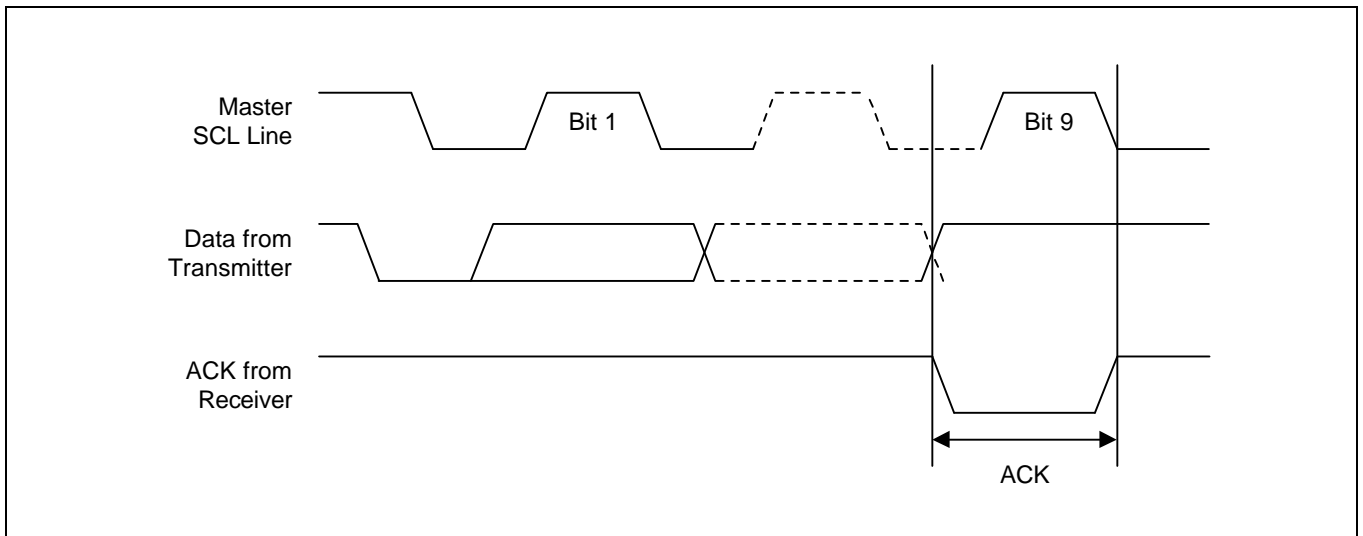 Master
SCL Line
Bit 1
Bit 9
Data from
Transmitter
ACK from
Receiver
ACK